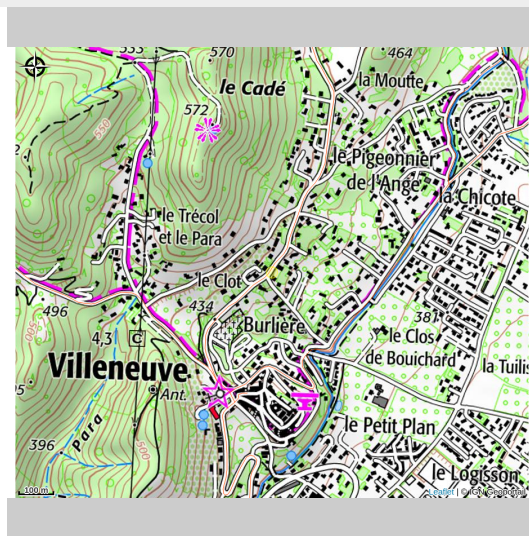 533
570
464
le Cadé
la Moutte
572
550
le Pigeonnier
de l'Ange
la Chicote
le Trécol
et le Para
le Clot
496
434
381
500
4,3
C
Burlière
le Clos
de Bouichard
Villeneuve
la Tuilis
Ant.
Para
le Petit Plan
396
500
le Logisson
100 m
Leaflet | © IGN Geoportail